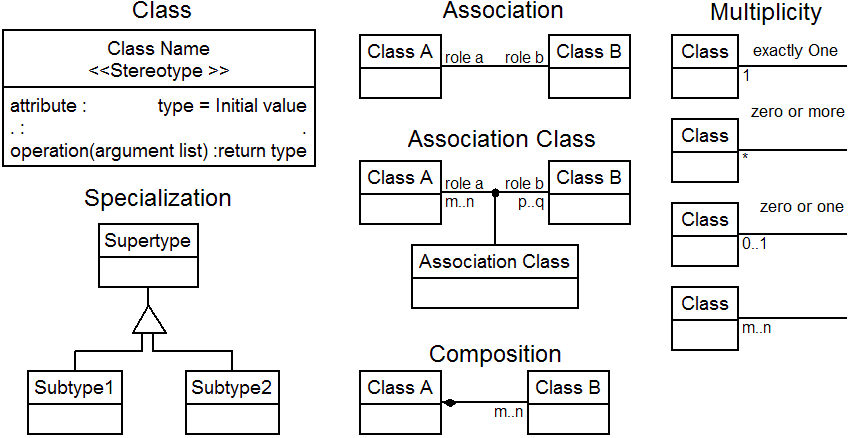 Class
Class Name
<<Stereotype >>
attribute : type = Initial value
. : .
operation(argument list) :return type
Specialization
Supertype
Subtype1
Subtype2
Association
Class A
role a
role b
Class B
Association Class
Class A
role a
role b
Class B
m..n
p..q
Association Class
Composition
Class A
Class B
m..n
Multiplicity
Class
exactly One
1
zero or more
Class
*
zero or one
Class
0..1
Class
m..n